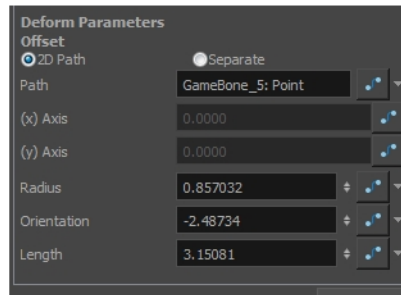 Deform Parameters
Offset
2D Path Separate
Path GameBone_5: Point
(x) Axis 0.0000
(y) Axis 0.0000
Radius 0.857032
Orientation -2.48734
Length 3.15081